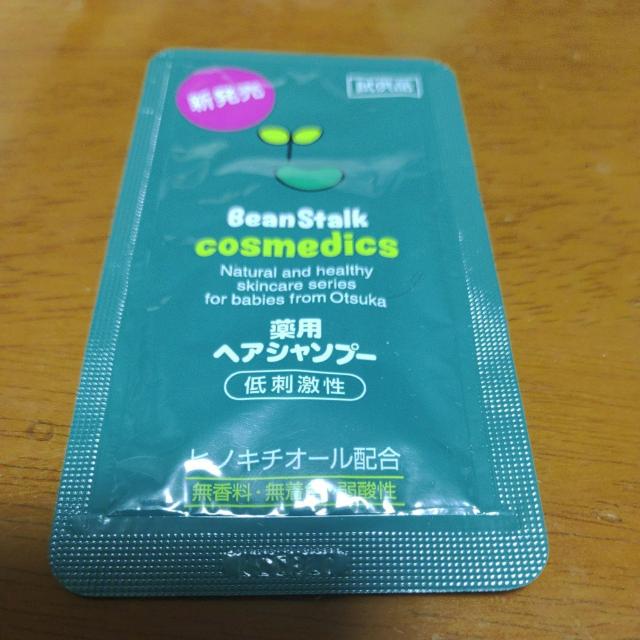 新発売
試供品
BeanStalk
cosmedics
Natural and healthy
skincare series
for babies from Otsuka
薬用
ヘアシャンプー
低刺激性
ヒノキチオール配合
無香料・無着色・弱酸性